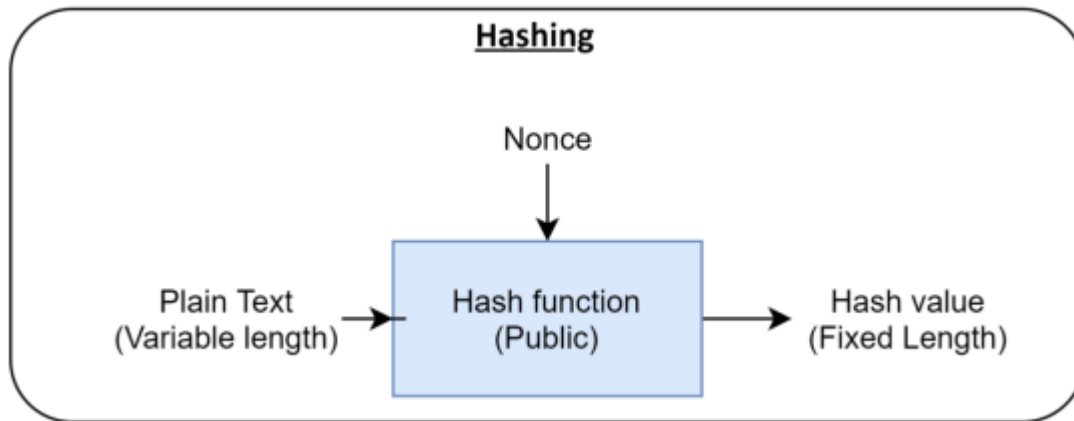 Hashing
Nonce
Plain Text
(Variable length)
Hash function
(Public)
Hash value
(Fixed Length)